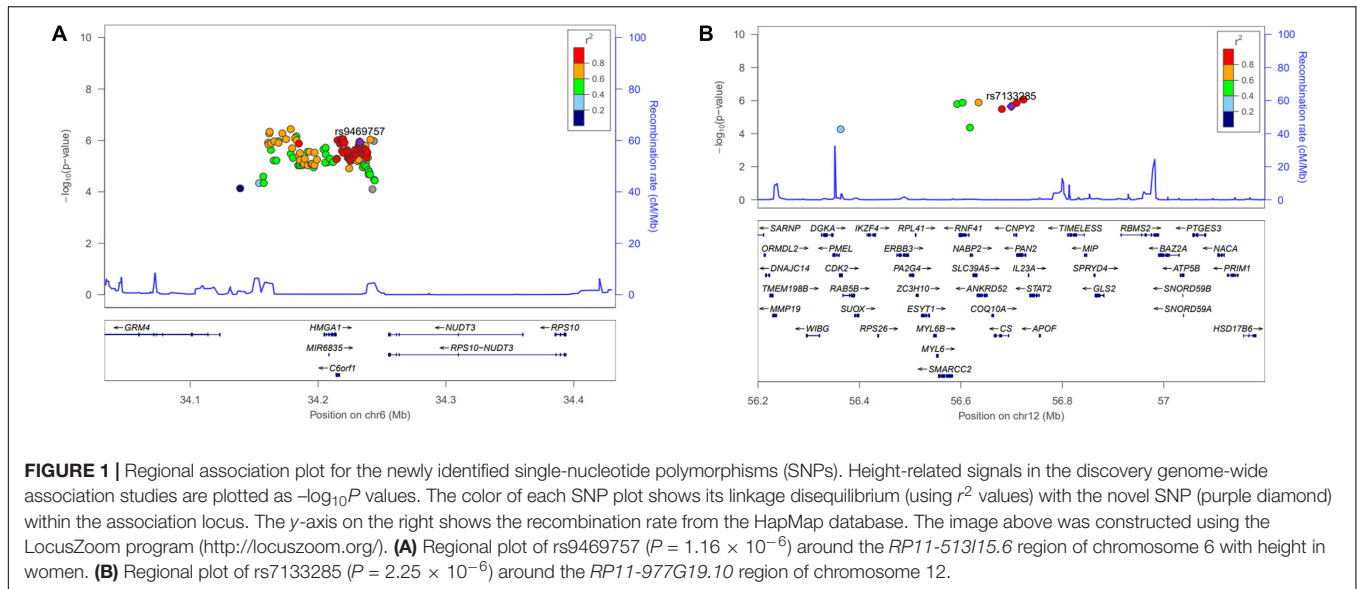 A
10
8
6
4
2
0
−log10(p−value)
100
80
60
40
20
0
Recombination rate (cM/Mb)
r2
0.8
0.6
0.4
0.2
rs9469757
←GRM4
HMGA1→
←NUDT3
←RPS10
MIR6835→
←RPS10−NUDT3
←C6orf1
34.1
34.2
34.3
34.4
Position on chr6 (Mb)
B
10
8
6
4
2
0
−log10(p−value)
100
80
60
40
20
0
Recombination rate (cM/Mb)
r2
0.8
0.6
0.4
0.2
rs7133285
←SARNP DGKA→ IKZF4→ RPL41→ ←RNF41 ←CNPY2 ←TIMELESS RBMS2→ ←PTGES3
ORMDL2→ ←PMEL ERBB3→ NABP2→ ←PAN2 ←MIP ←BAZ2A ←NACA
←DNAJC14 CDK2→ PA2G4→ SLC39A5→ IL23A→ SPRYD4→ ←ATP5B ←PRIM1
TMEM198B→ RAB5B→ ZC3H10→ ←ANKRD52 ←STAT2 ←GLS2 ←SNORD59B
←MMP19 SUOX→ ESYT1→ COQ10A→ ←SNORD59A
←WIBG RPS26→ MYL6B→ ←CS ←APOF HSD17B6→
MYL6→
←SMARCC2
56.2
56.4
56.6
56.8
57
Position on chr12 (Mb)
FIGURE 1 | Regional association plot for the newly identified single-nucleotide polymorphisms (SNPs). Height-related signals in the discovery genome-wide
association studies are plotted as –log10P values. The color of each SNP plot shows its linkage disequilibrium (using r2 values) with the novel SNP (purple diamond)
within the association locus. The y-axis on the right shows the recombination rate from the HapMap database. The image above was constructed using the
LocusZoom program (http://locuszoom.org/). (A) Regional plot of rs9469757 (P = 1.16 × 10−6) around the RP11-513I15.6 region of chromosome 6 with height in
women. (B) Regional plot of rs7133285 (P = 2.25 × 10−6) around the RP11-977G19.10 region of chromosome 12.